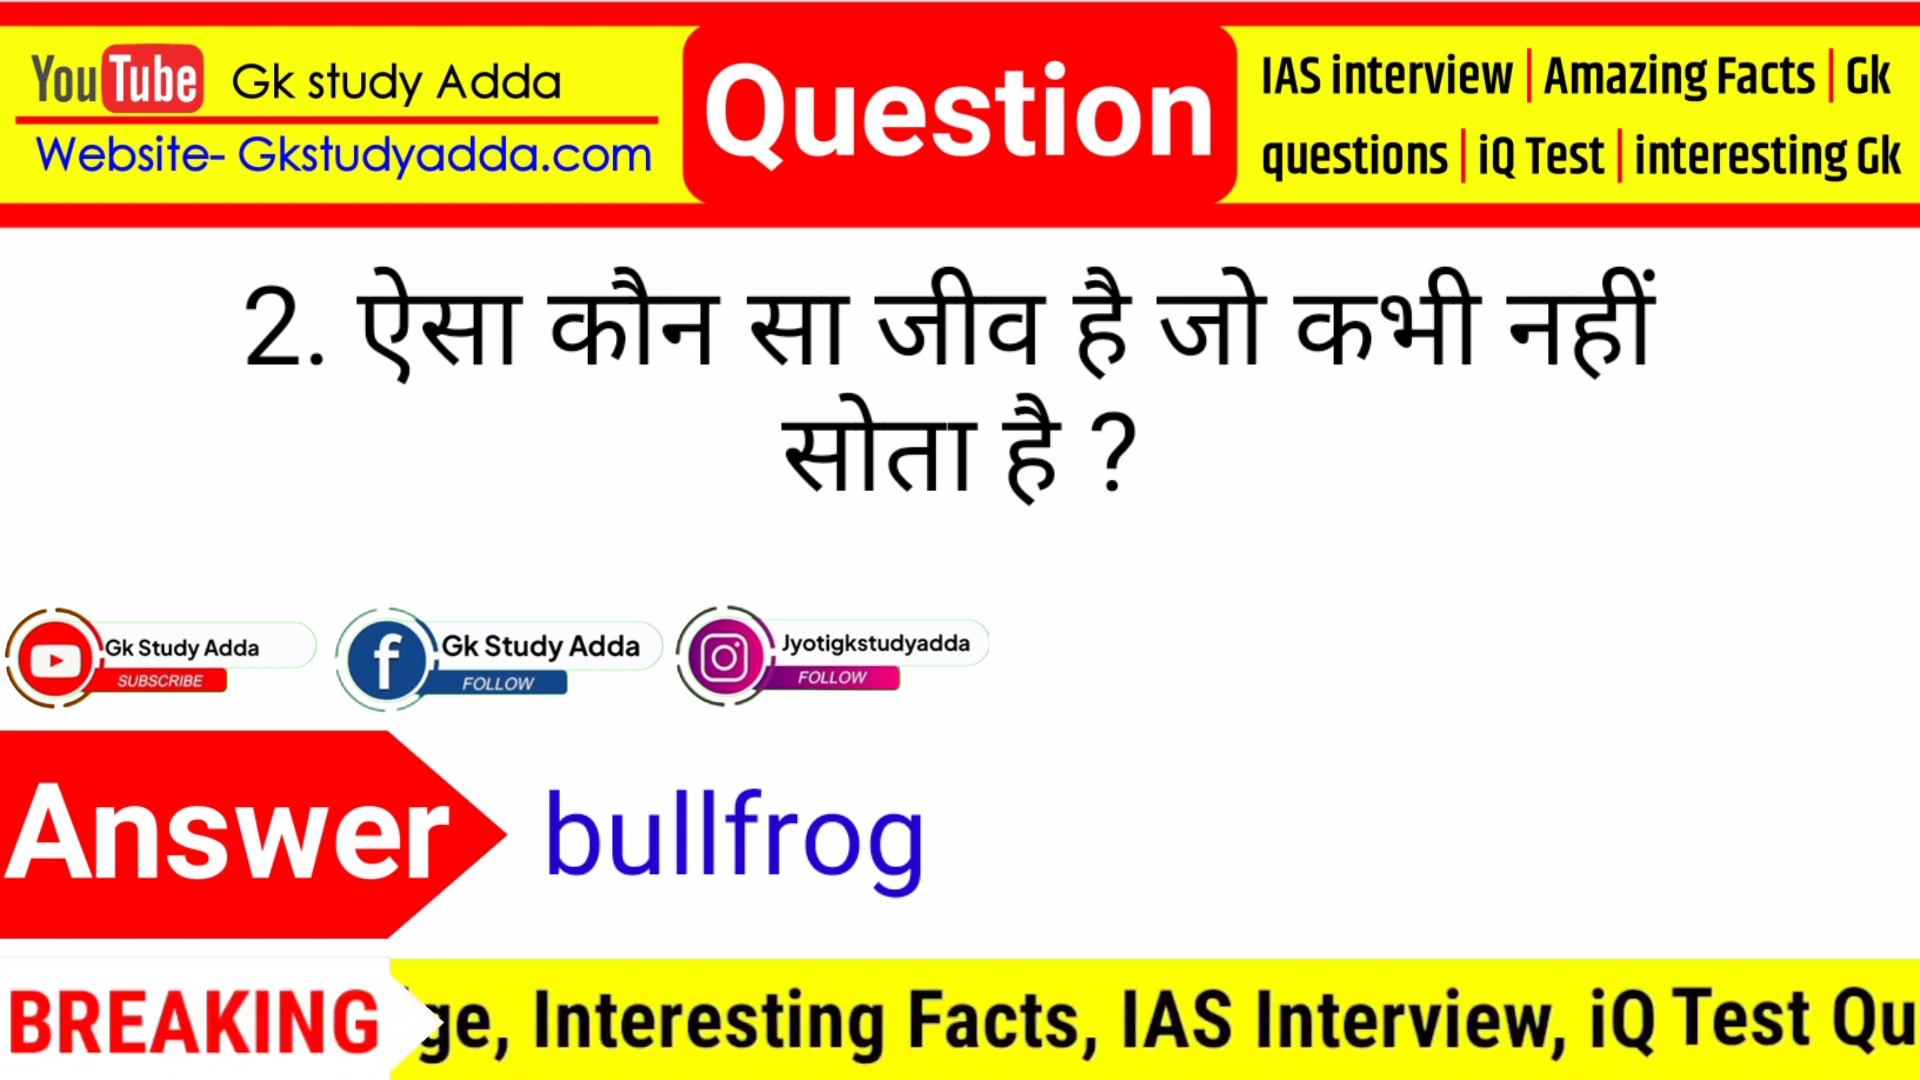 YouTube Gk study Adda
Website- Gkstudyadda.com
Question
IAS interview | Amazing Facts | Gk
questions | iQ Test | interesting Gk
2. ऐसा कौन सा जीव है जो कभी नहीं
सोता है ?
Gk Study Adda
SUBSCRIBE
Gk Study Adda
FOLLOW
Jyotigkstudyadda
FOLLOW
Answer
bullfrog
BREAKING
ge, Interesting Facts, IAS Interview, iQ Test Qu